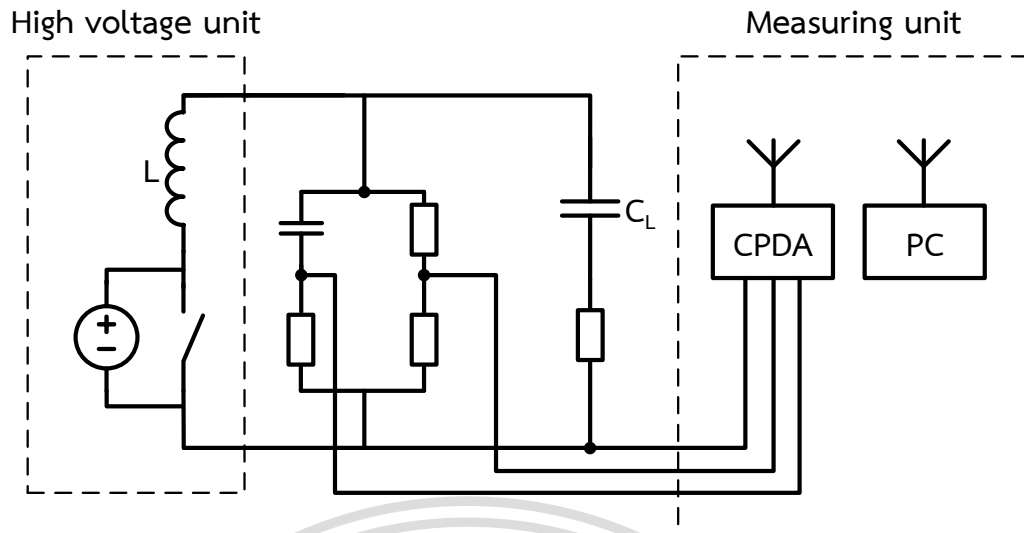 High voltage unit
Measuring unit
L
+
−
C_L
CPDA
PC